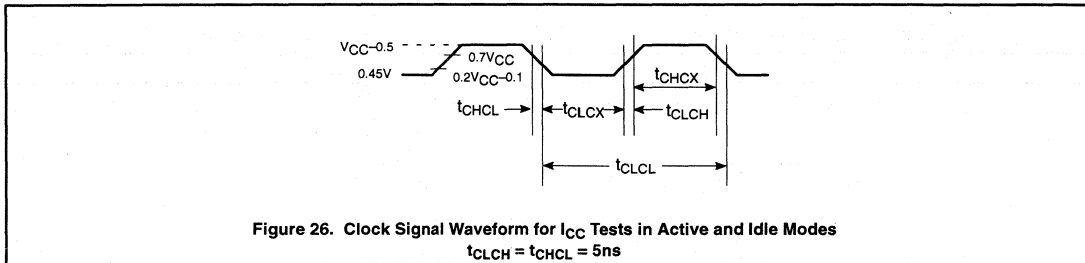 VCC–0.5
0.7VCC
0.45V
0.2VCC–0.1
tCHCX
tCHCL
tCLCX
tCLCH
tCLCL
Figure 26. Clock Signal Waveform for ICC Tests in Active and Idle Modes
tCLCH = tCHCL = 5ns